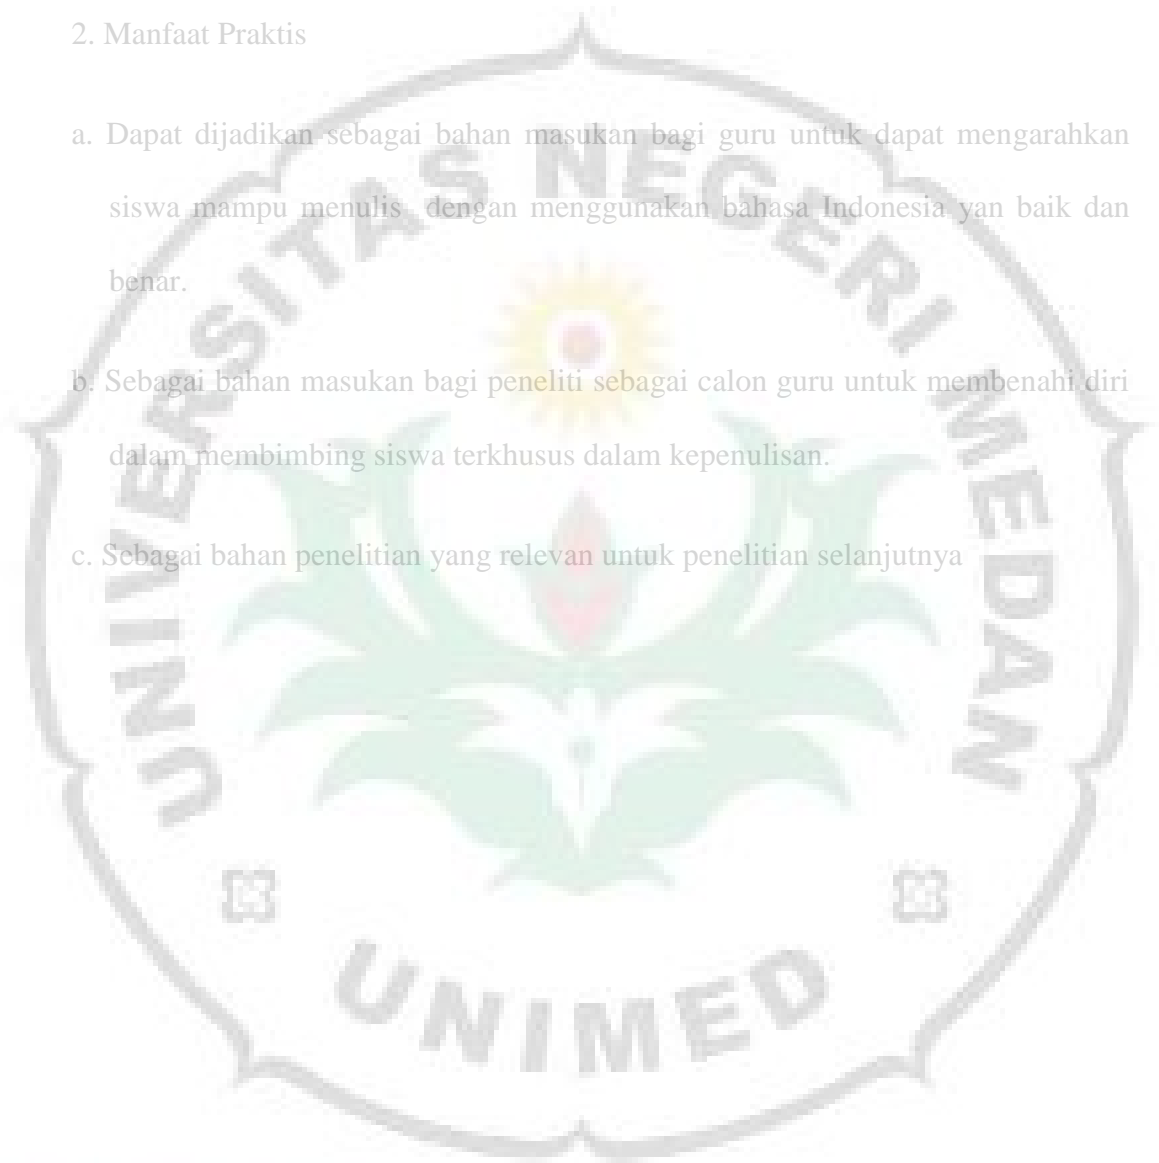 2. Manfaat Praktis
a. Dapat dijadikan sebagai bahan masukan bagi guru untuk dapat mengarahkan
siswa mampu menulis dengan menggunakan bahasa Indonesia yan baik dan
benar.
b. Sebagai bahan masukan bagi peneliti sebagai calon guru untuk membenahi diri
dalam membimbing siswa terkhusus dalam kepenulisan.
c. Sebagai bahan penelitian yang relevan untuk penelitian selanjutnya
UNIVERSITAS NEGERI MEDAN
UNIMED